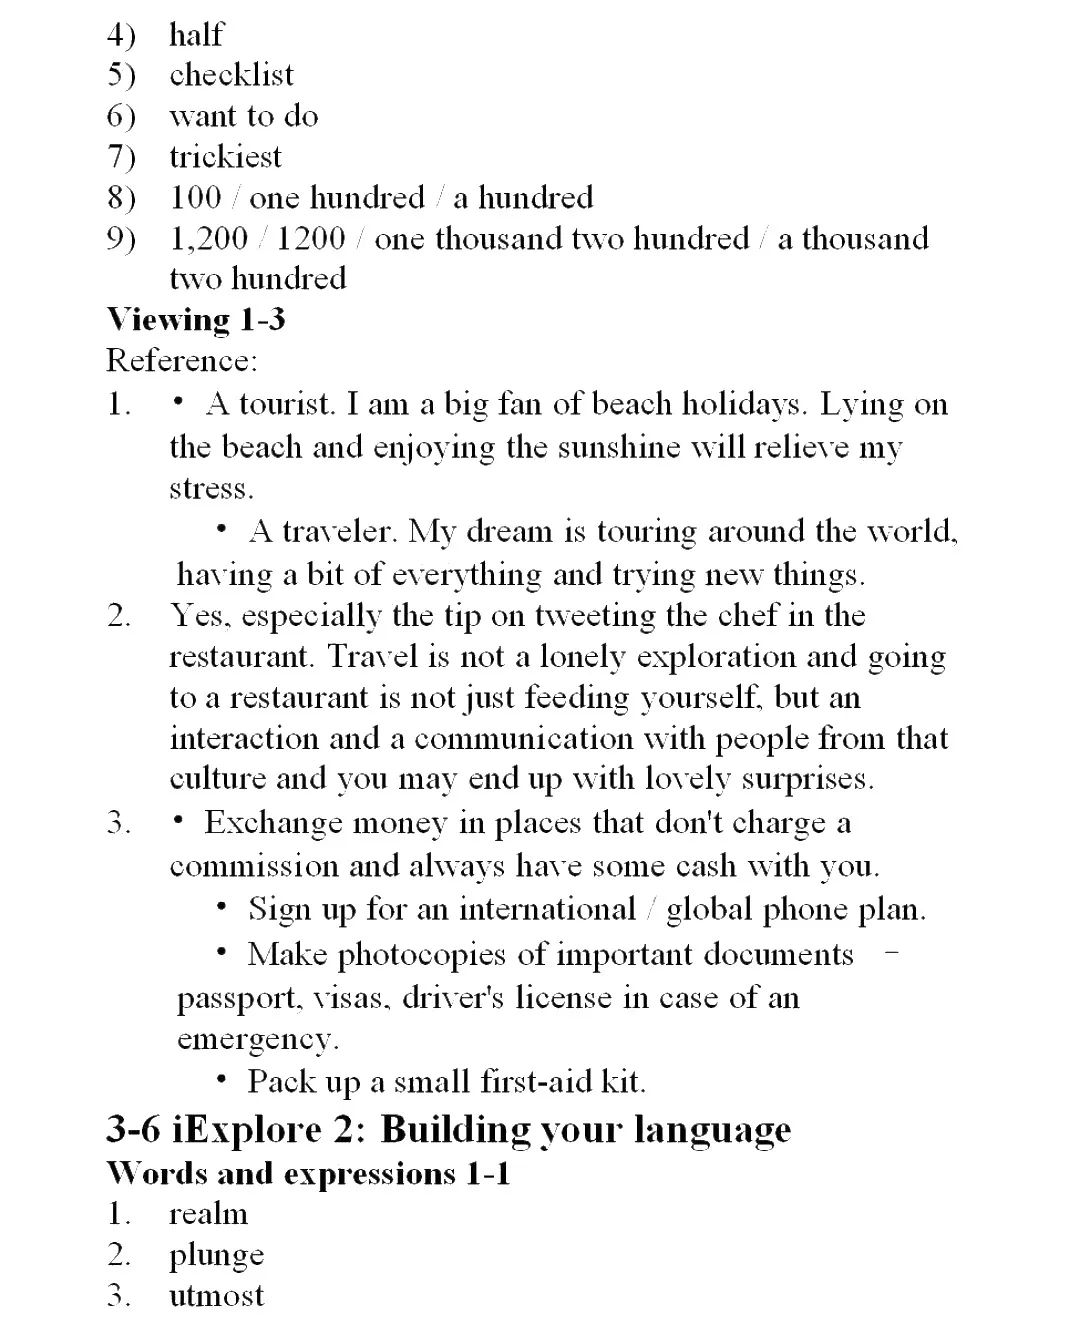 4) half
5) checklist
6) want to do
7) trickiest
8) 100 / one hundred / a hundred
9) 1,200 / 1200 / one thousand two hundred / a thousand
two hundred
Viewing 1-3
Reference:
1. • A tourist. I am a big fan of beach holidays. Lying on
the beach and enjoying the sunshine will relieve my
stress.
• A traveler. My dream is touring around the world,
having a bit of everything and trying new things.
2. Yes, especially the tip on tweeting the chef in the
restaurant. Travel is not a lonely exploration and going
to a restaurant is not just feeding yourself, but an
interaction and a communication with people from that
culture and you may end up with lovely surprises.
3. • Exchange money in places that don't charge a
commission and always have some cash with you.
• Sign up for an international / global phone plan.
• Make photocopies of important documents –
passport, visas, driver's license in case of an
emergency.
• Pack up a small first-aid kit.
3-6 iExplore 2: Building your language
Words and expressions 1-1
1. realm
2. plunge
3. utmost